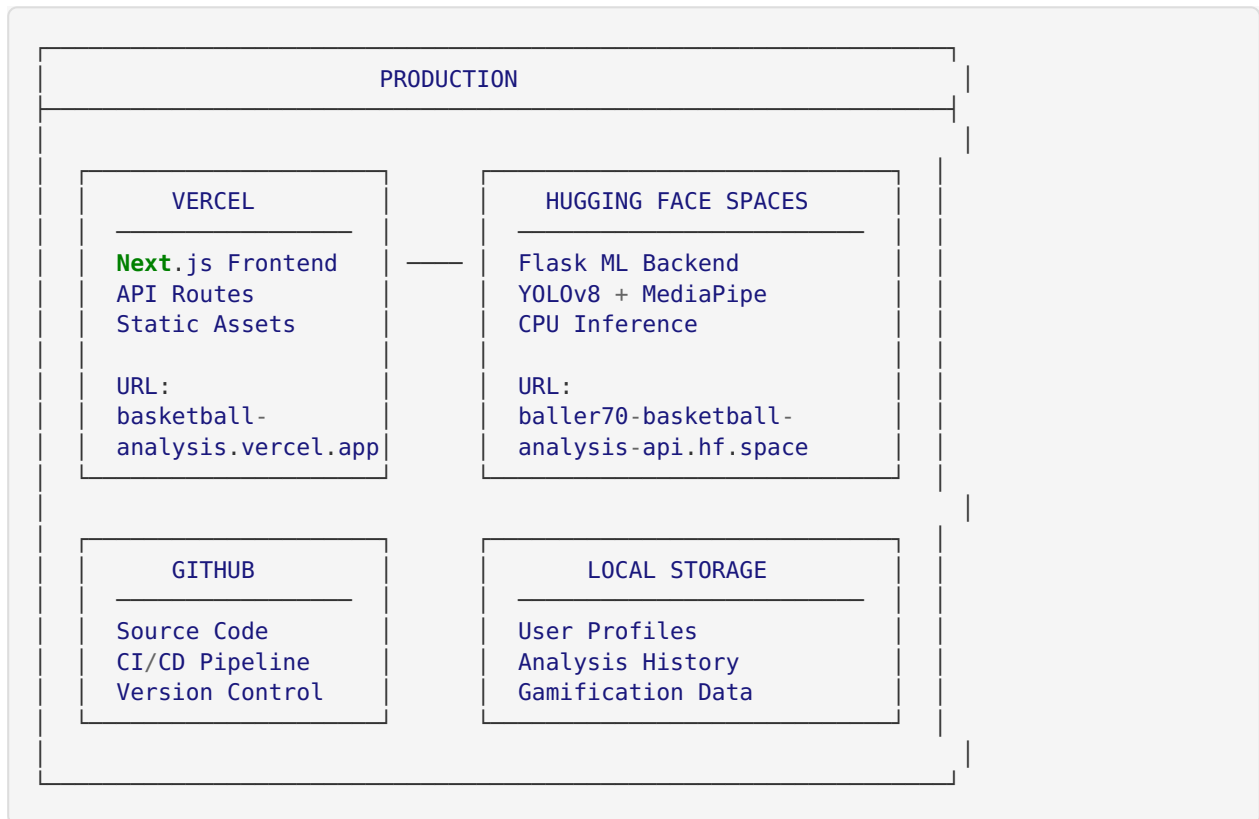 PRODUCTION
VERCEL
HUGGING FACE SPACES
Next.js Frontend
API Routes
Static Assets
URL:
basketball-
analysis.vercel.app
Flask ML Backend
YOLOv8 + MediaPipe
CPU Inference
URL:
baller70-basketball-
analysis-api.hf.space
GITHUB
LOCAL STORAGE
Source Code
CI/CD Pipeline
Version Control
User Profiles
Analysis History
Gamification Data